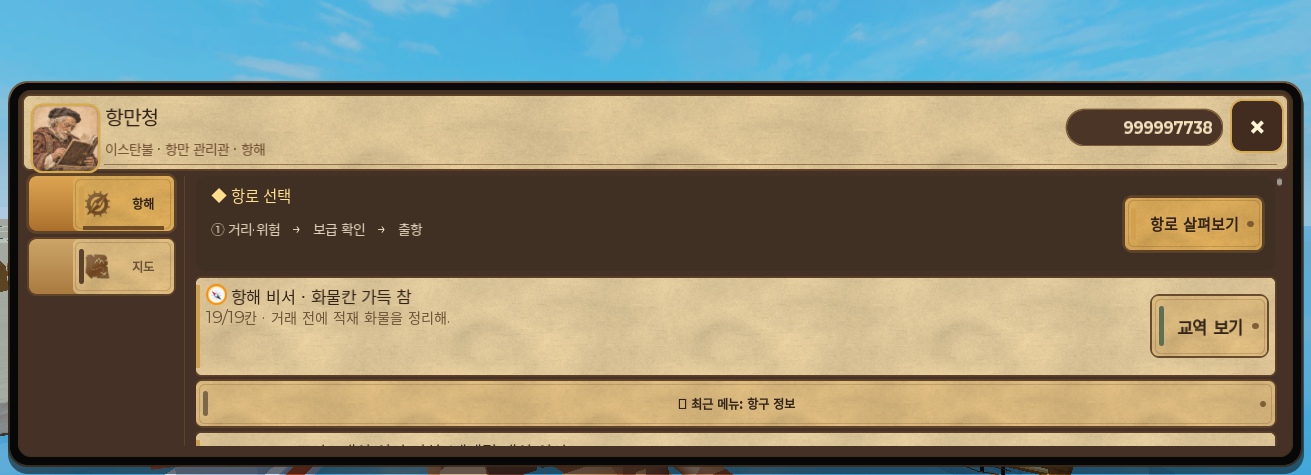 항만청
이스탄불 · 항만 관리관 · 항해
999997738
×
항해
지도
◆ 항로 선택
① 거리·위험 → 보급 확인 → 출항
항로 살펴보기
항해 비서 · 화물칸 가득 참
19/19칸 · 거래 전에 적재 화물을 정리해.
교역 보기
최근 메뉴: 항구 정보